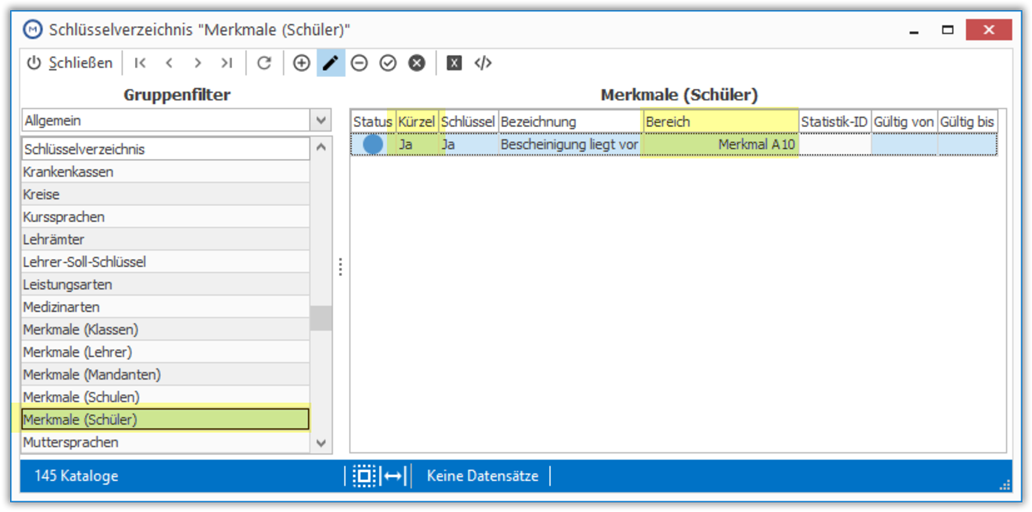 Schlüsselverzeichnis "Merkmale (Schüler)"
Schließen
Gruppenfilter
Allgemein
Schlüsselverzeichnis
Krankenkassen
Kreise
Kurssprachen
Lehrämter
Lehrer-Soll-Schlüssel
Leistungsarten
Medizinarten
Merkmale (Klassen)
Merkmale (Lehrer)
Merkmale (Mandanten)
Merkmale (Schulen)
Merkmale (Schüler)
Muttersprachen
Merkmale (Schüler)
Status Kürzel Schlüssel Bezeichnung Bereich Statistik-ID Gültig von Gültig bis
Ja Ja Bescheinigung liegt vor Merkmal A10
145 Kataloge Keine Datensätze